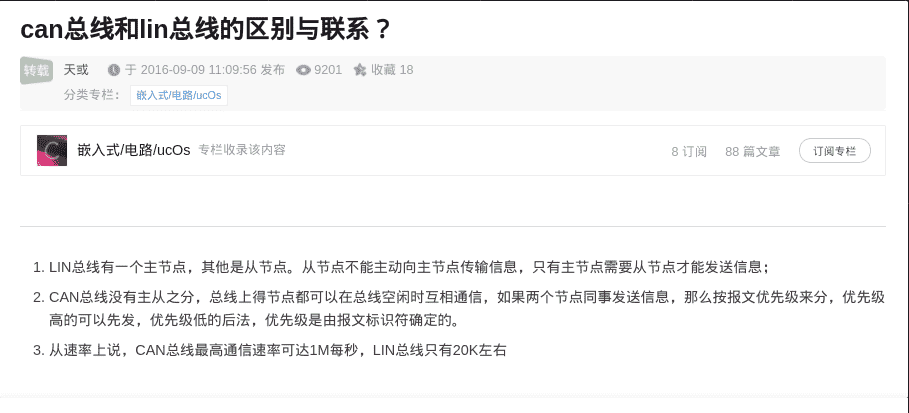 can总线和lin总线的区别与联系？
转载 天或 于 2016-09-09 11:09:56 发布 9201 收藏 18
分类专栏： 嵌入式/电路/ucOs
嵌入式/电路/ucOs 专栏收录该内容 8 订阅 88 篇文章 订阅专栏
1. LIN总线有一个主节点，其他是从节点。从节点不能主动向主节点传输信息，只有主节点需要从节点才能发送信息；
2. CAN总线没有主从之分，总线上得节点都可以在总线空闲时互相通信，如果两个节点同事发送信息，那么按报文优先级来分，优先级
高的可以先发，优先级低的后法，优先级是由报文标识符确定的。
3. 从速率上说，CAN总线最高通信速率可达1M每秒，LIN总线只有20K左右